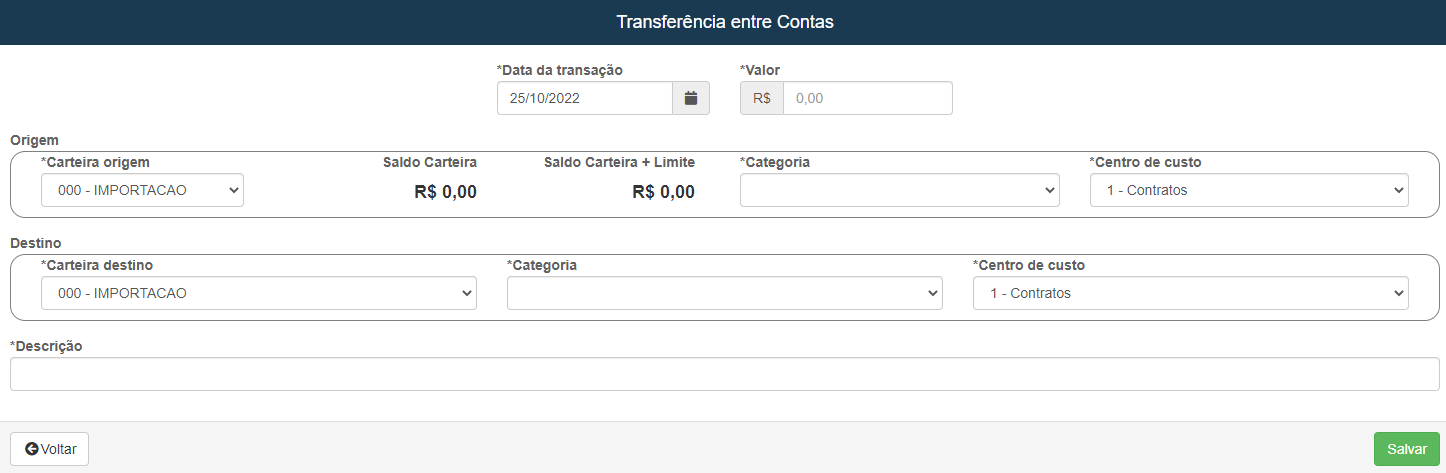 Transferência entre Contas
*Data da transação *Valor
25/10/2022 R$ 0,00
Origem
*Carteira origem Saldo Carteira Saldo Carteira + Limite *Categoria *Centro de custo
000 - IMPORTACAO R$ 0,00 R$ 0,00 1 - Contratos
Destino
*Carteira destino *Categoria *Centro de custo
000 - IMPORTACAO 1 - Contratos
*Descrição
Voltar Salvar